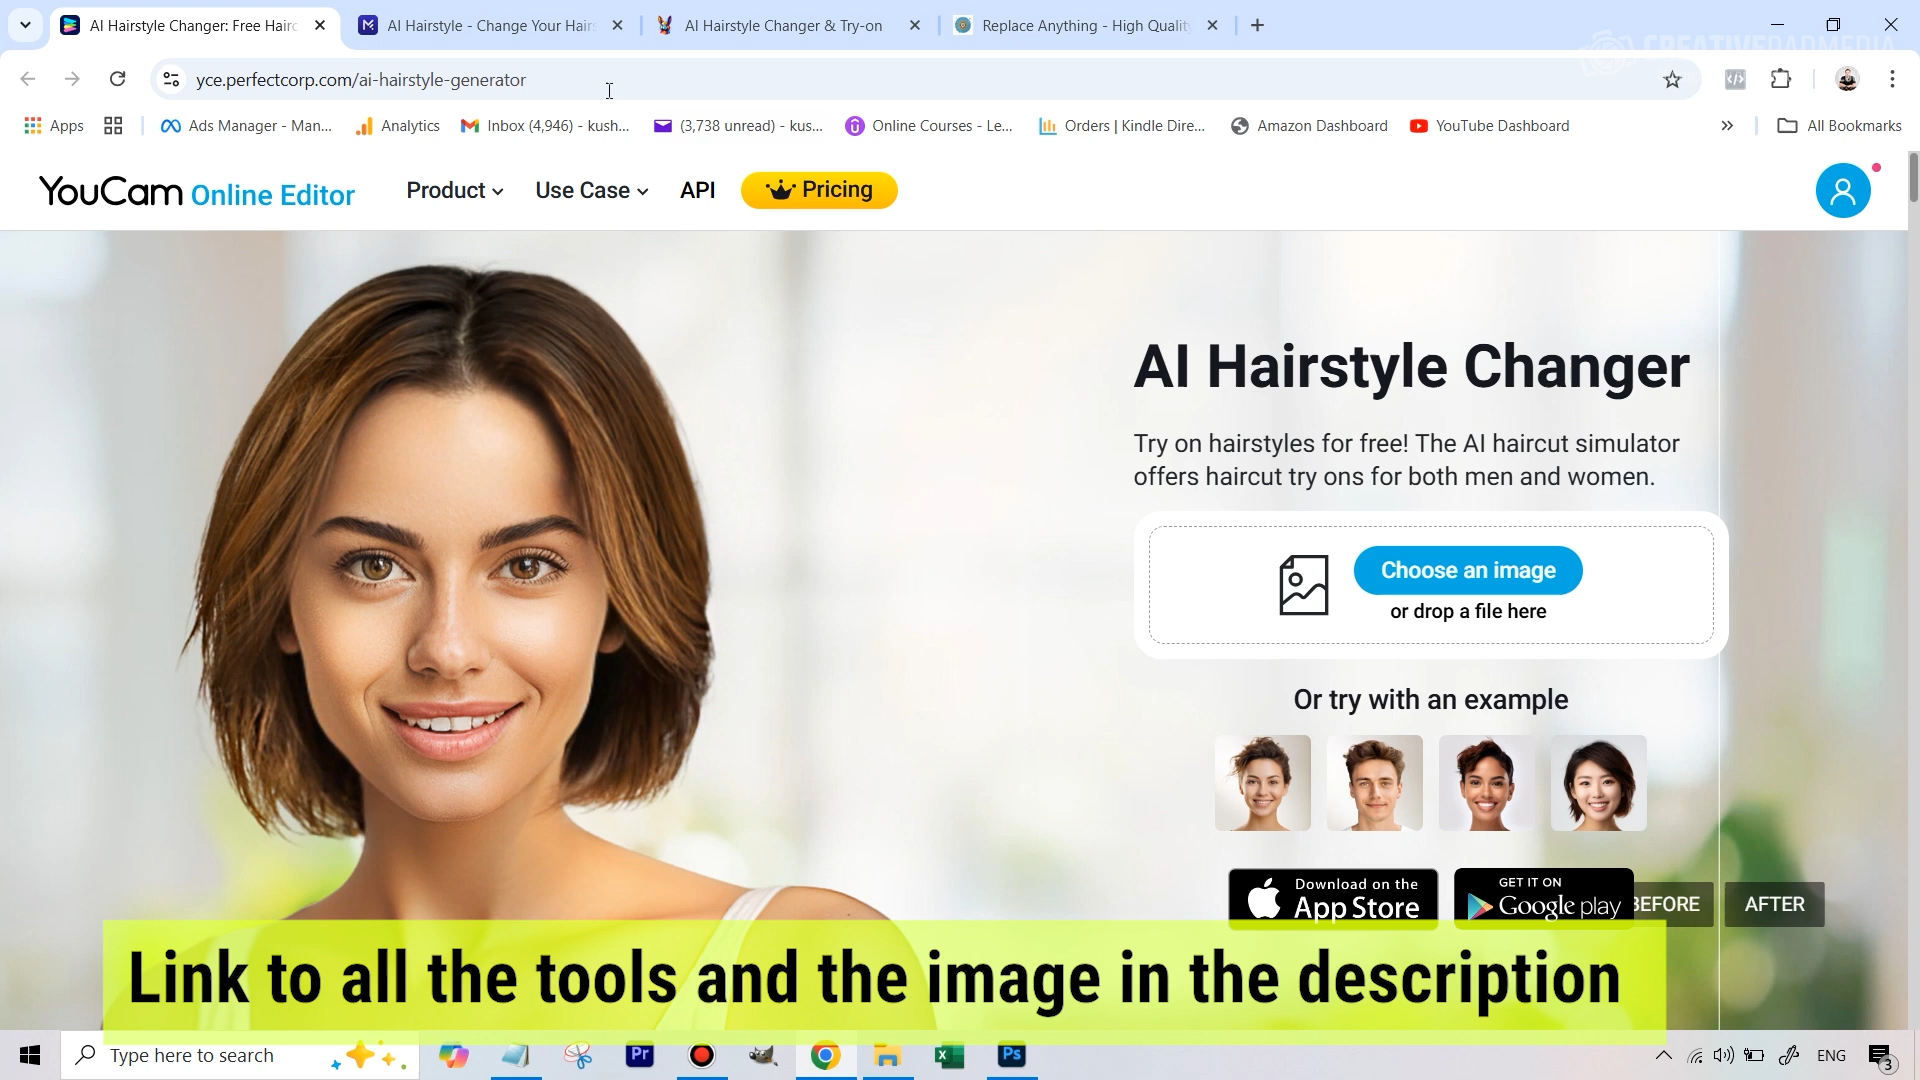 AI Hairstyle Changer: Free Hairc
AI Hairstyle - Change Your Hairs
AI Hairstyle Changer & Try-on
Replace Anything - High Quality
CREATIVEDADMEDIA
yce.perfectcorp.com/ai-hairstyle-generator
Apps
Ads Manager - Man...
Analytics
Inbox (4,946) - kush...
(3,738 unread) - kus...
Online Courses - Le...
Orders | Kindle Dire...
Amazon Dashboard
YouTube Dashboard
All Bookmarks
YouCam Online Editor
Product
Use Case
API
Pricing
AI Hairstyle Changer
Try on hairstyles for free! The AI haircut simulator
offers haircut try ons for both men and women.
Choose an image
or drop a file here
Or try with an example
Download on the
App Store
GET IT ON
Google play
BEFORE
AFTER
Link to all the tools and the image in the description
Type here to search
Pr
Ps
ENG
3